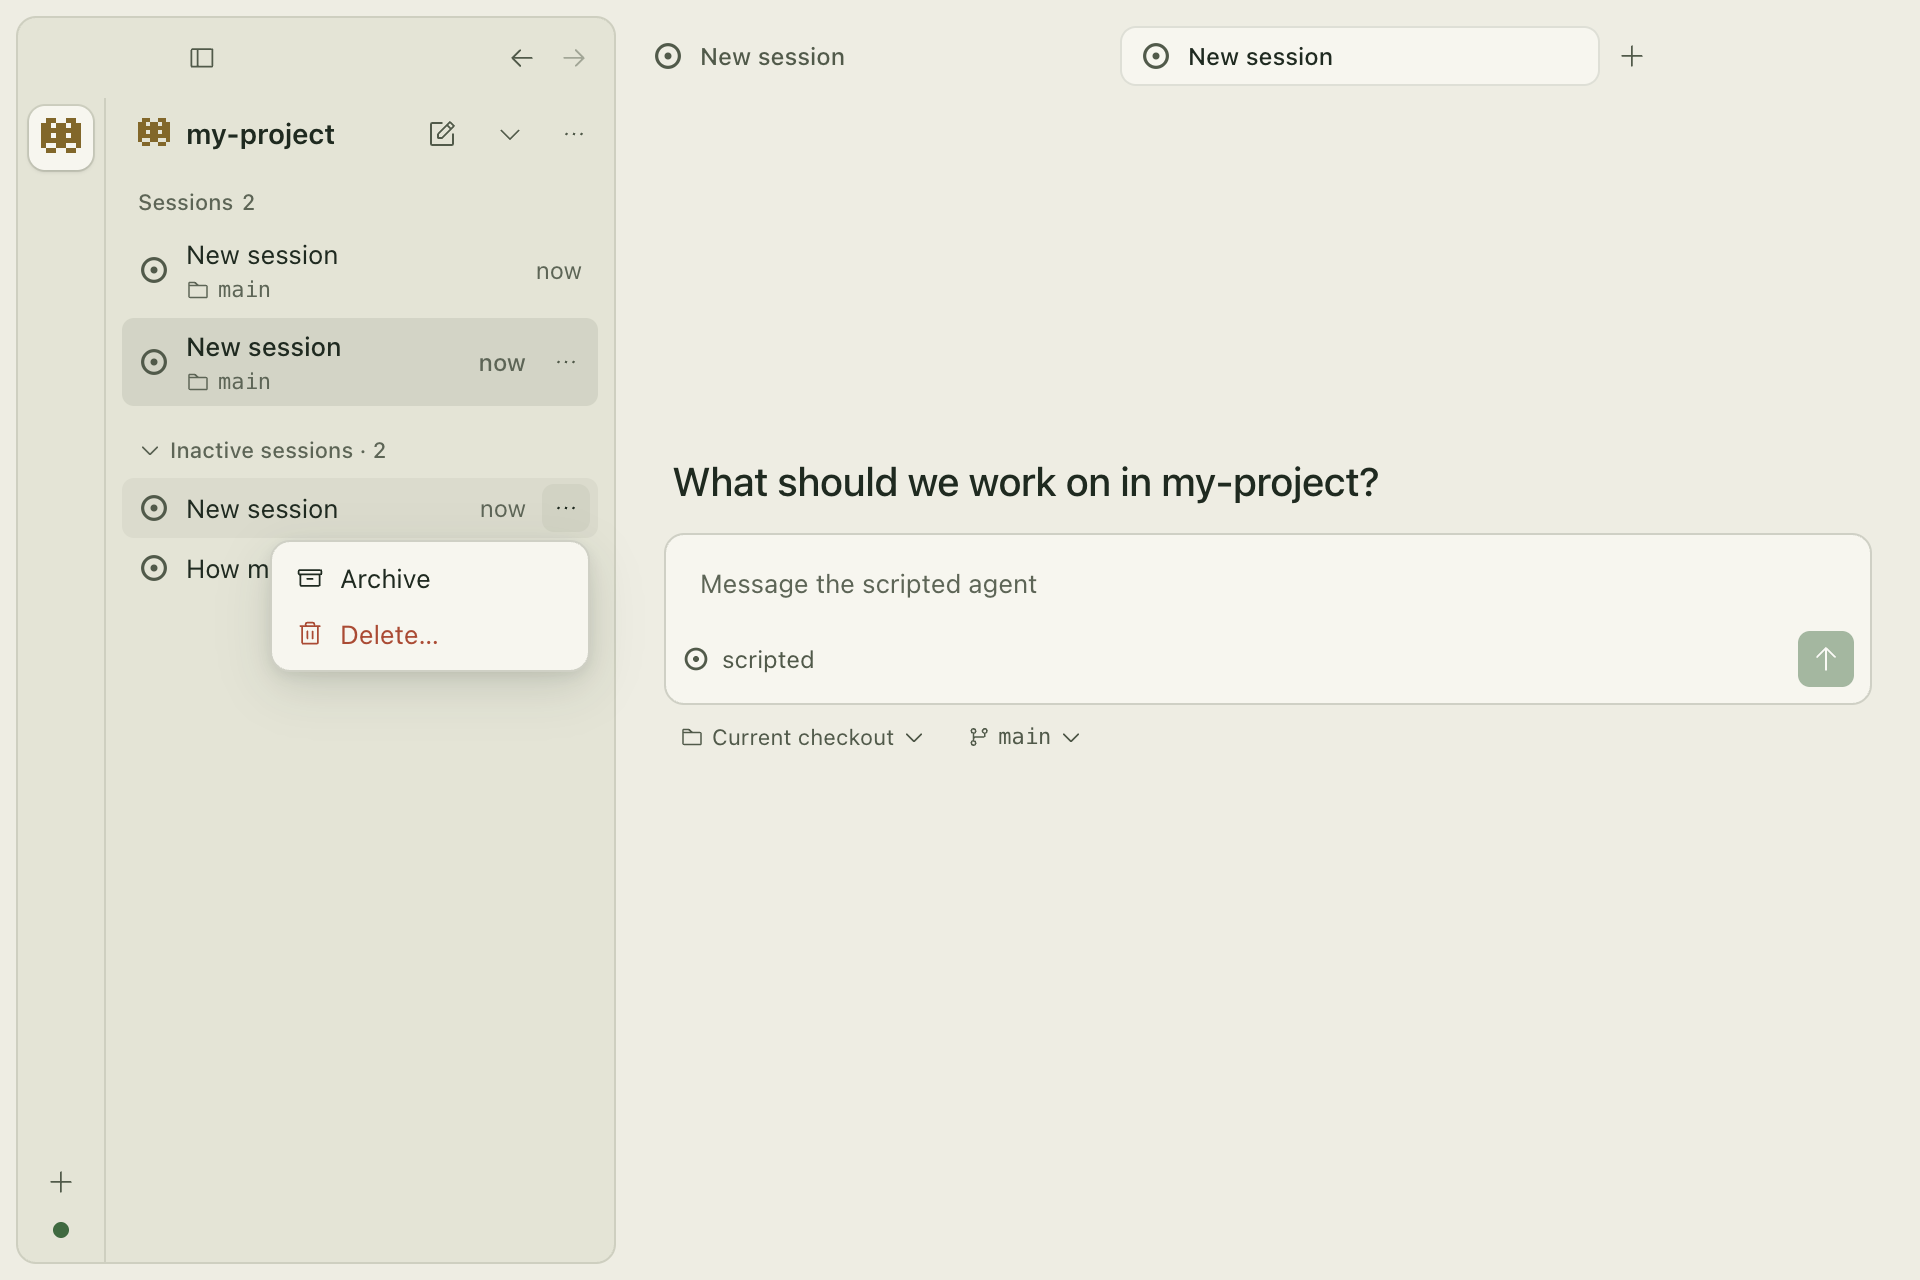 New session
New session
my-project
Sessions 2
New session
now
main
New session
now
main
Inactive sessions · 2
New session
now
How m
Archive
Delete...
What should we work on in my-project?
Message the scripted agent
scripted
Current checkout
main